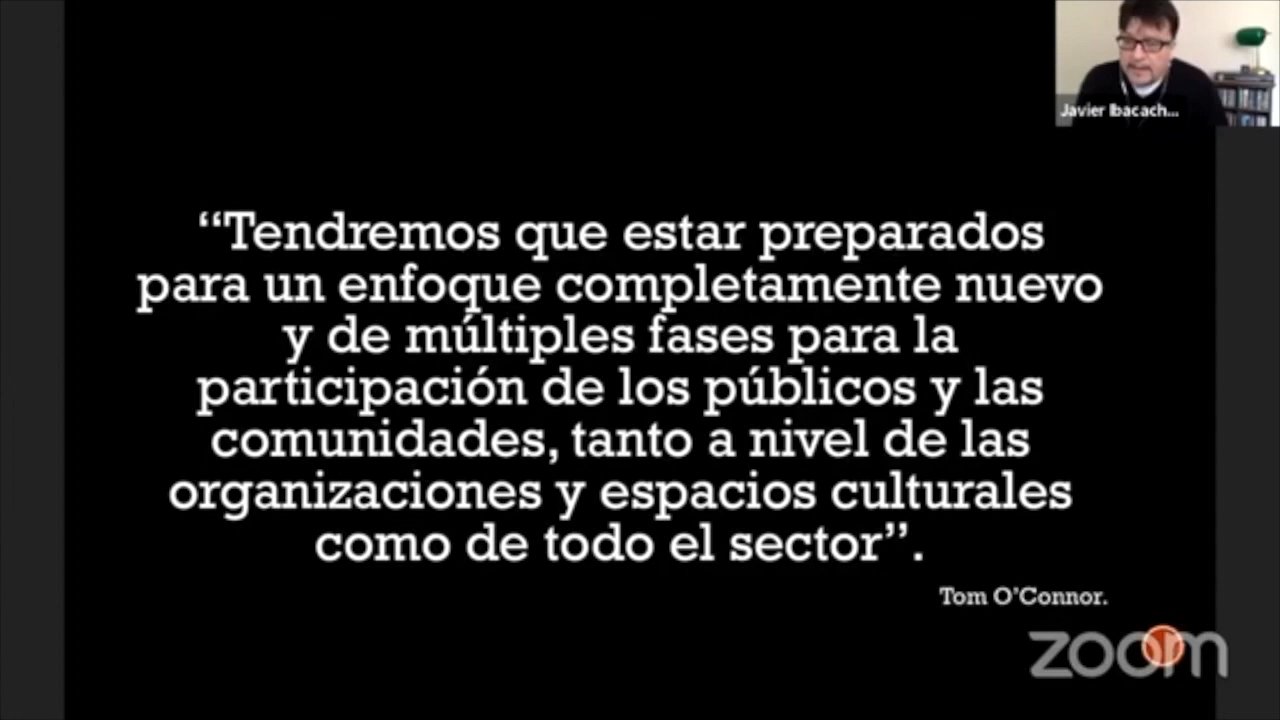 Javier Ibacach...
“Tendremos que estar preparados
para un enfoque completamente nuevo
y de múltiples fases para la
participación de los públicos y las
comunidades, tanto a nivel de las
organizaciones y espacios culturales
como de todo el sector”.
Tom O’Connor.
zoom